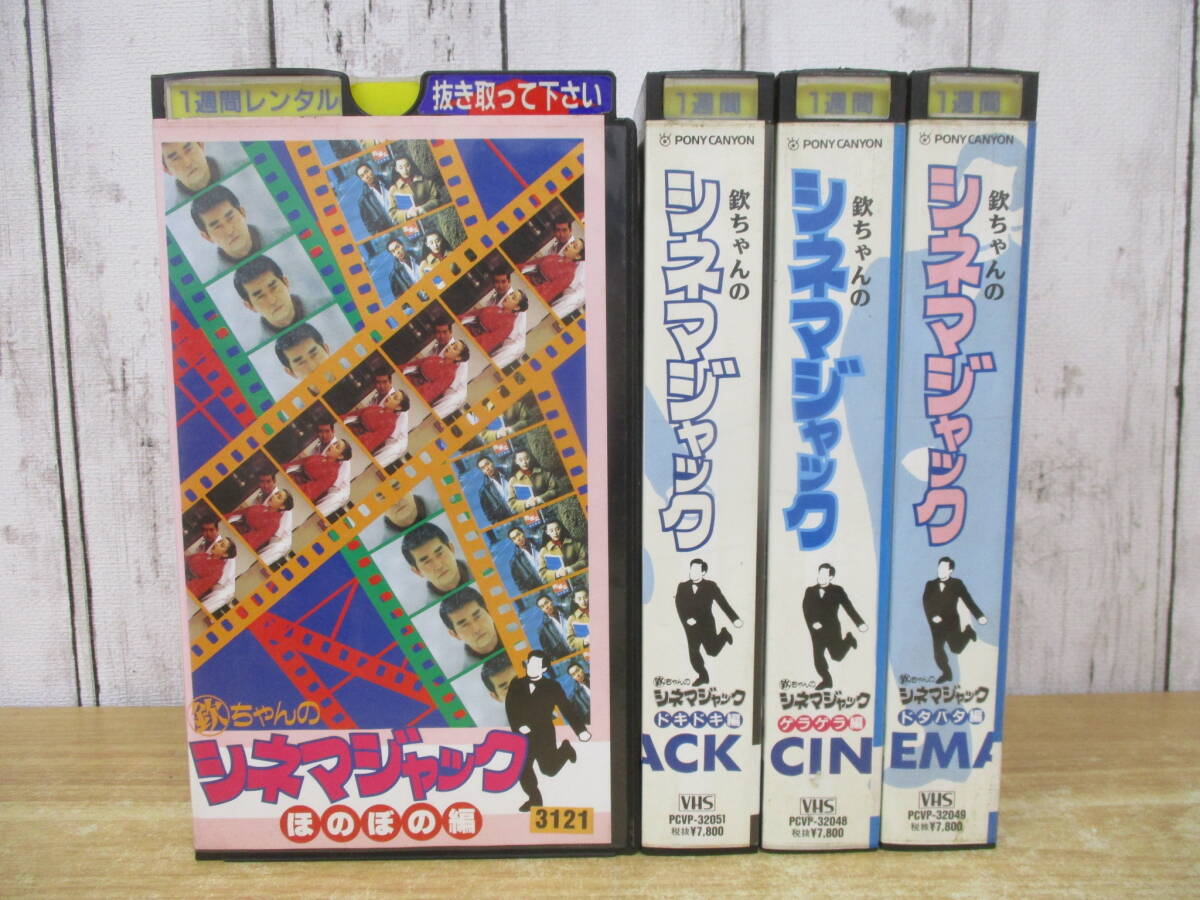 1週間レンタル
抜き取って下さい
欽ちゃんの
シネマジャック
ほのぼの編
3121
1週間
PONY CANYON
欽ちゃんの
シネマジャック
欽ちゃんの
シネマジャック
ドキドキ編
ACK
VHS
PCVP-32051
税抜¥7,800
1週間
PONY CANYON
欽ちゃんの
シネマジャック
欽ちゃんの
シネマジャック
ゲラゲラ編
CIN
VHS
PCVP-32048
税抜¥7,800
1週間
PONY CANYON
欽ちゃんの
シネマジャック
欽ちゃんの
シネマジャック
ドタバタ編
EMA
VHS
PCVP-32049
税抜¥7,800